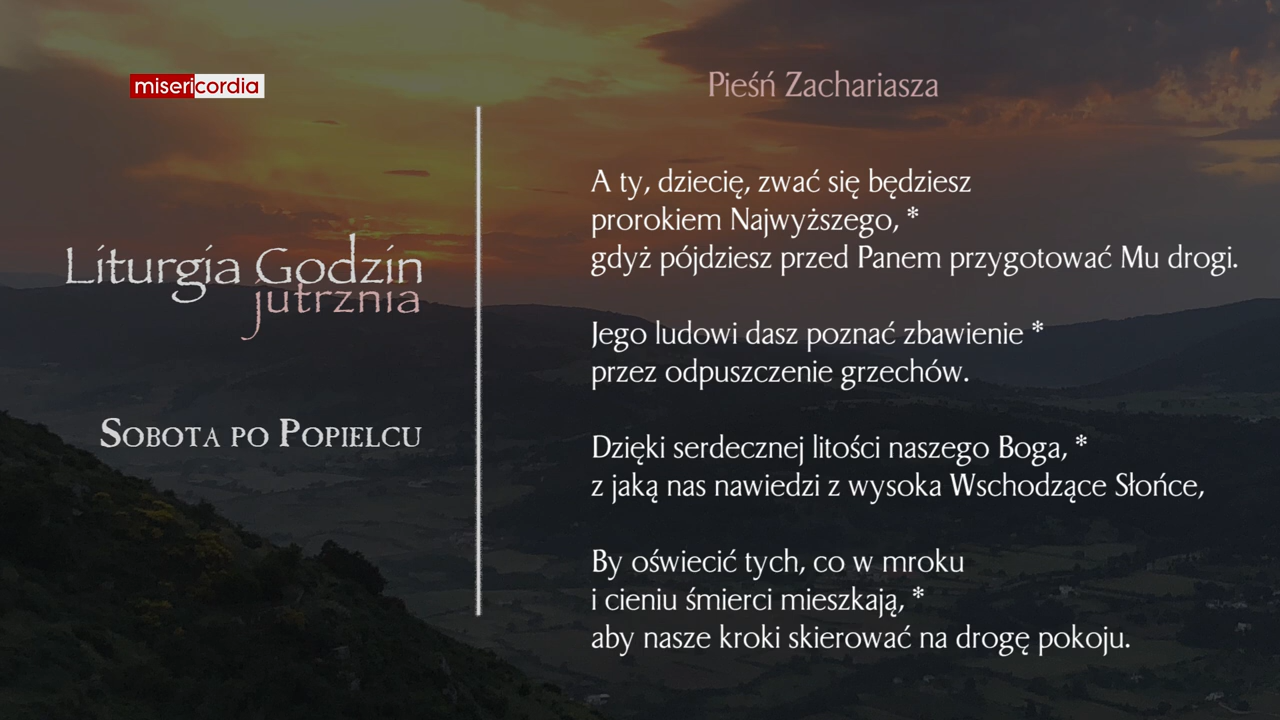 misericordia
Liturgia Godzin
jutrznia
Sobota po Popielcu
Pieśń Zachariasza
A ty, dziecię, zwać się będziesz
prorokiem Najwyższego, *
gdyż pójdziesz przed Panem przygotować Mu drogi.
Jego ludowi dasz poznać zbawienie *
przez odpuszczenie grzechów.
Dzięki serdecznej litości naszego Boga, *
z jaką nas nawiedzi z wysoka Wschodzące Słońce,
By oświecić tych, co w mroku
i cieniu śmierci mieszkają, *
aby nasze kroki skierować na drogę pokoju.